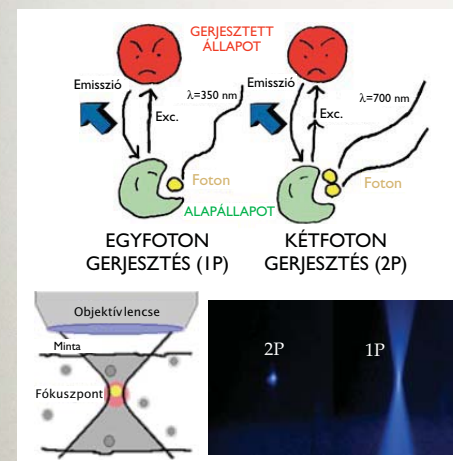 GERJESZTETT
ÁLLAPOT
Emisszió
Exc.
λ=350 nm
Foton
Emisszió
Exc.
λ=700 nm
Foton
ALAPÁLLAPOT
EGYFOTON
GERJESZTÉS (1P)
KÉTFOTON
GERJESZTÉS (2P)
Objektívlencse
Minta
Fókuszpont
2P
1P